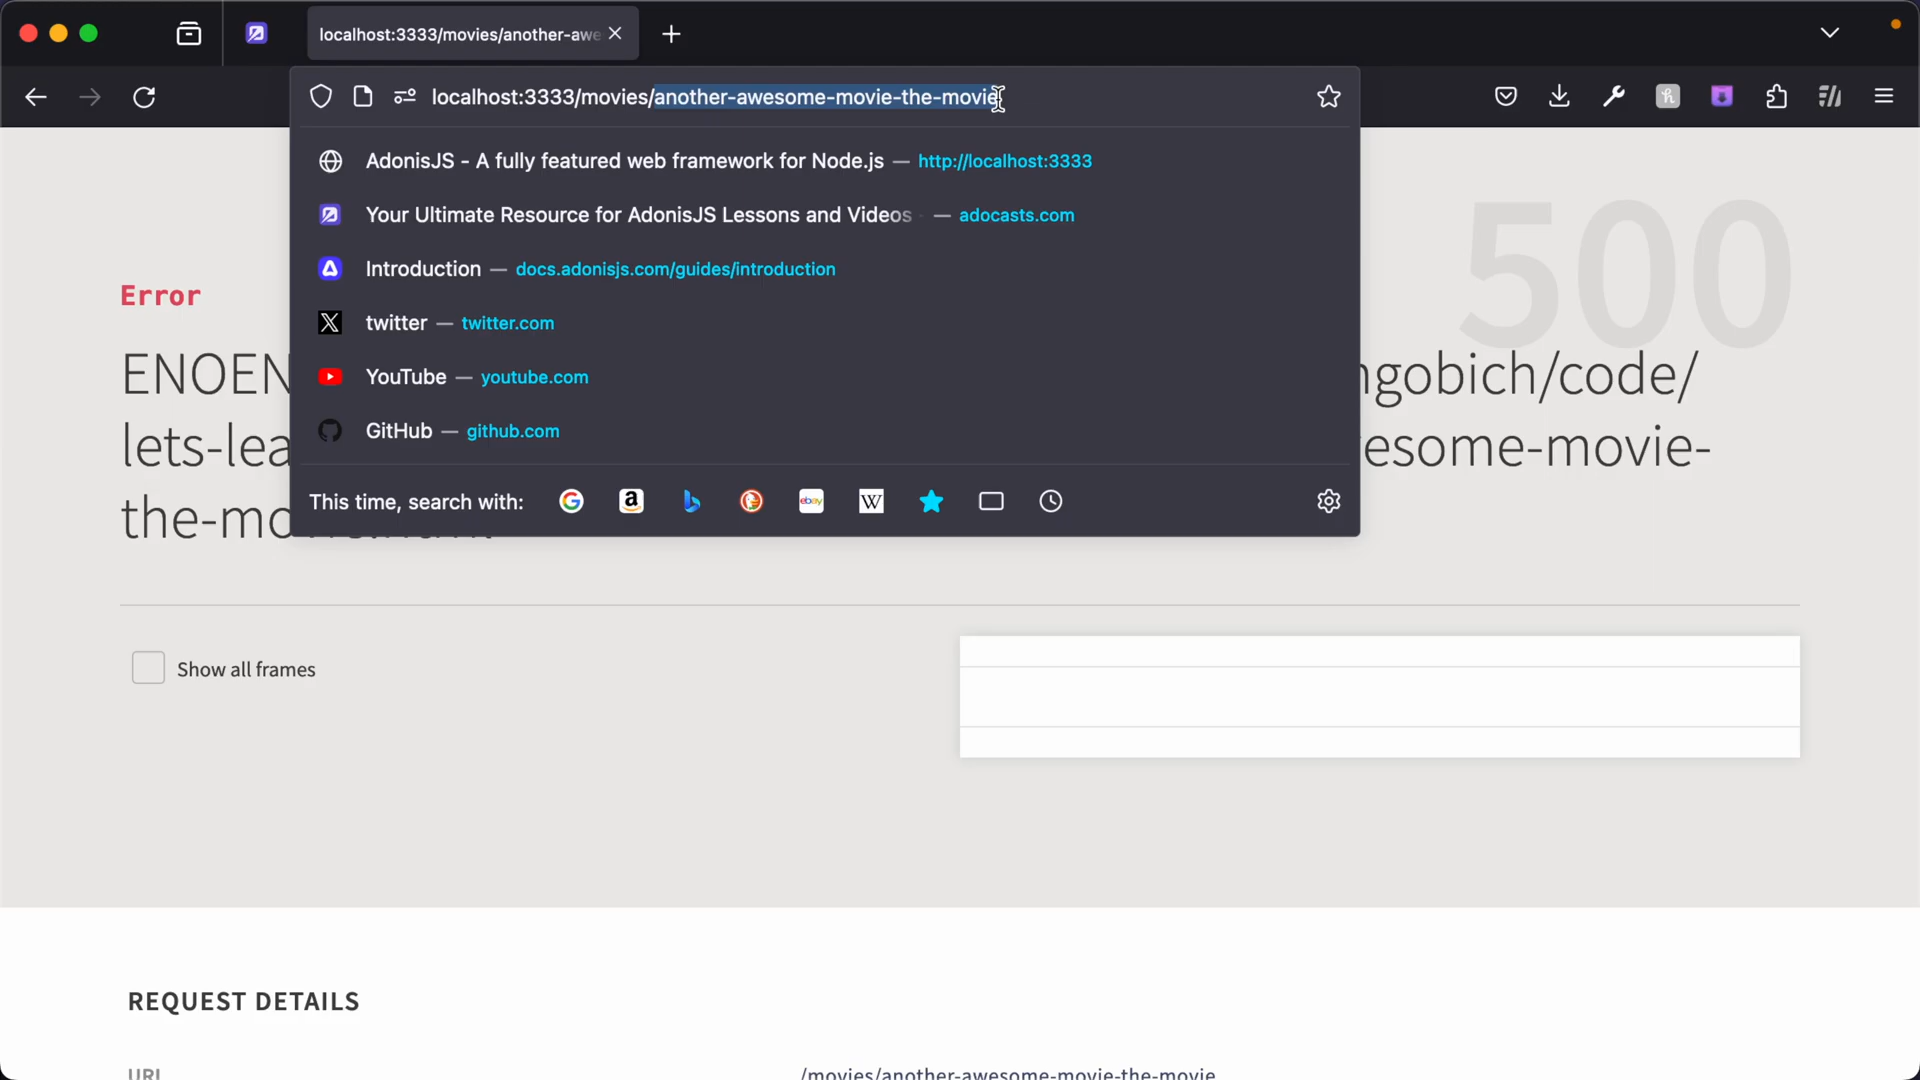 localhost:3333/movies/another-awe
localhost:3333/movies/another-awesome-movie-the-movie
AdonisJS - A fully featured web framework for Node.js — http://localhost:3333
Your Ultimate Resource for AdonisJS Lessons and Videos — adocasts.com
Introduction — docs.adonisjs.com/guides/introduction
twitter — twitter.com
YouTube — youtube.com
GitHub — github.com
This time, search with:
500
Error
ENOEN ngobich/code/
lets-lea esome-movie-
the-mo
Show all frames
REQUEST DETAILS
URL /movies/another-awesome-movie-the-movie